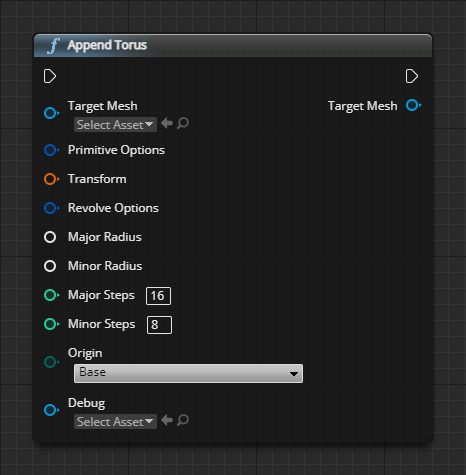 Append Torus
Target Mesh Target Mesh
Select Asset
Primitive Options
Transform
Revolve Options
Major Radius
Minor Radius
Major Steps 16
Minor Steps 8
Origin
Base
Debug
Select Asset